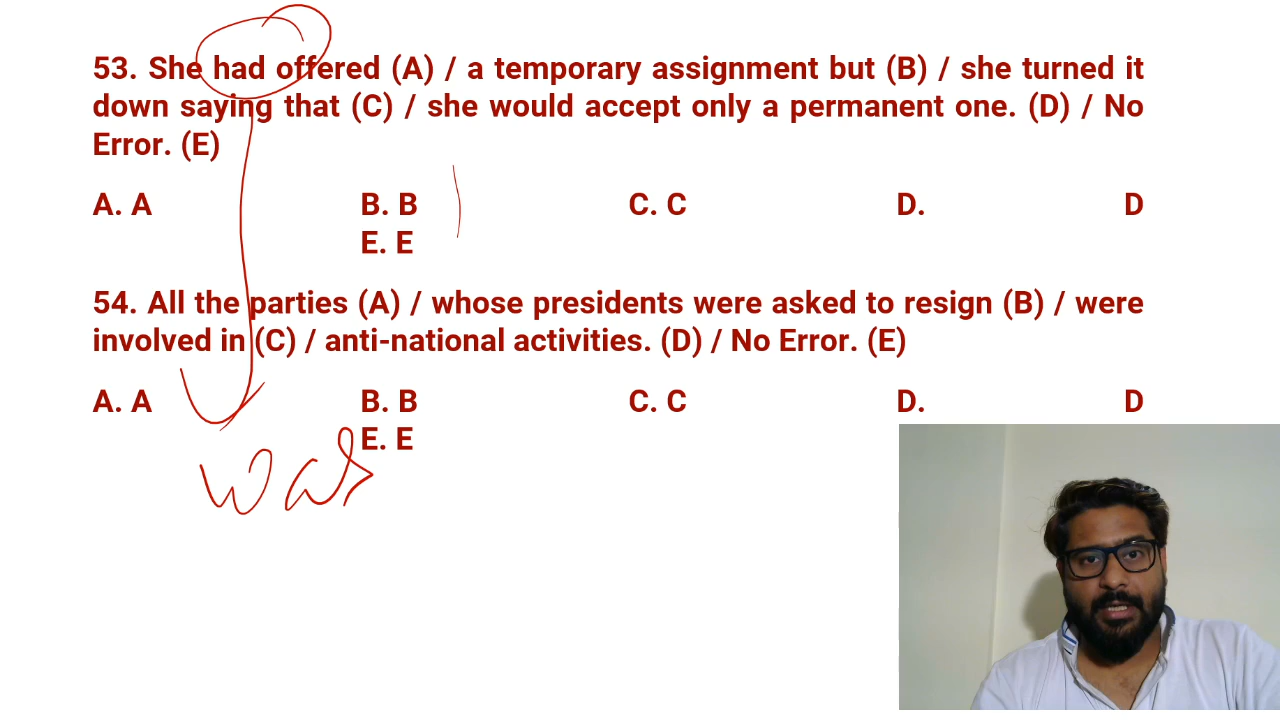 53. She had offered (A) / a temporary assignment but (B) / she turned it
down saying that (C) / she would accept only a permanent one. (D) / No
Error. (E)
A. A B. B C. C D. D
E. E
54. All the parties (A) / whose presidents were asked to resign (B) / were
involved in (C) / anti-national activities. (D) / No Error. (E)
A. A B. B C. C D. D
E. E
was